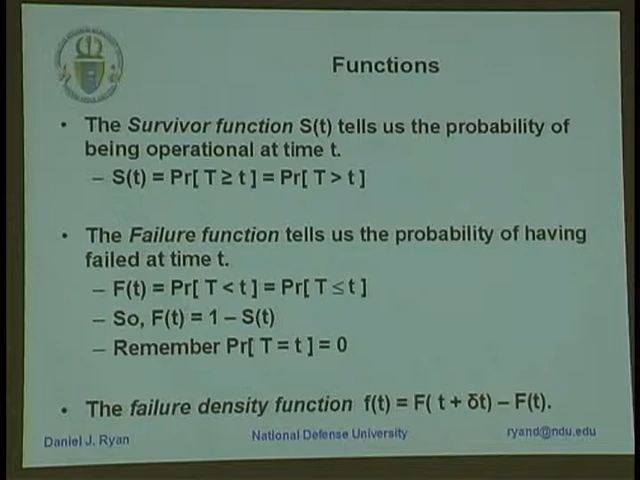 Functions
• The Survivor function S(t) tells us the probability of
being operational at time t.
– S(t) = Pr[ T ≥ t ] = Pr[ T > t ]
• The Failure function tells us the probability of having
failed at time t.
– F(t) = Pr[ T < t ] = Pr[ T ≤ t ]
– So, F(t) = 1 – S(t)
– Remember Pr[ T = t ] = 0
• The failure density function f(t) = F( t + δt) – F(t).
Daniel J. Ryan National Defense University ryand@ndu.edu